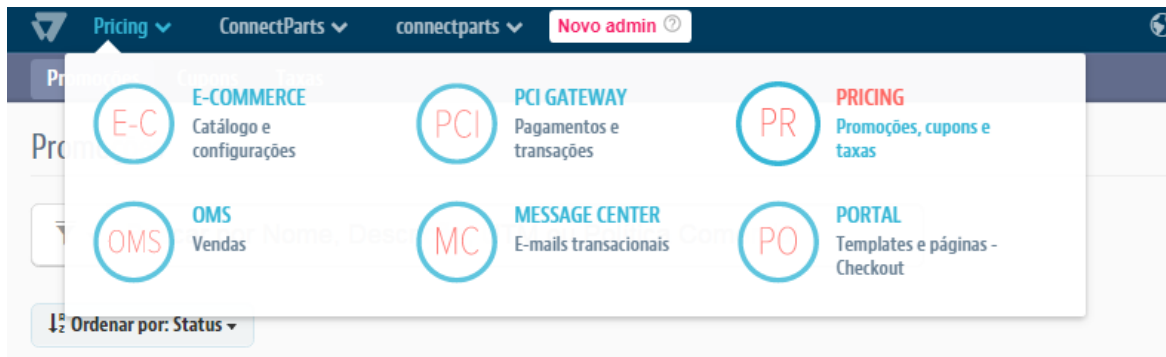 Pricing ConnectParts connectparts Novo admin
E-C
E-COMMERCE
Catálogo e
configurações
PCI
PCI GATEWAY
Pagamentos e
transações
PR
PRICING
Promoções, cupons e
taxas
OMS
OMS
Vendas
MC
MESSAGE CENTER
E-mails transacionais
PO
PORTAL
Templates e páginas -
Checkout
Ordenar por: Status